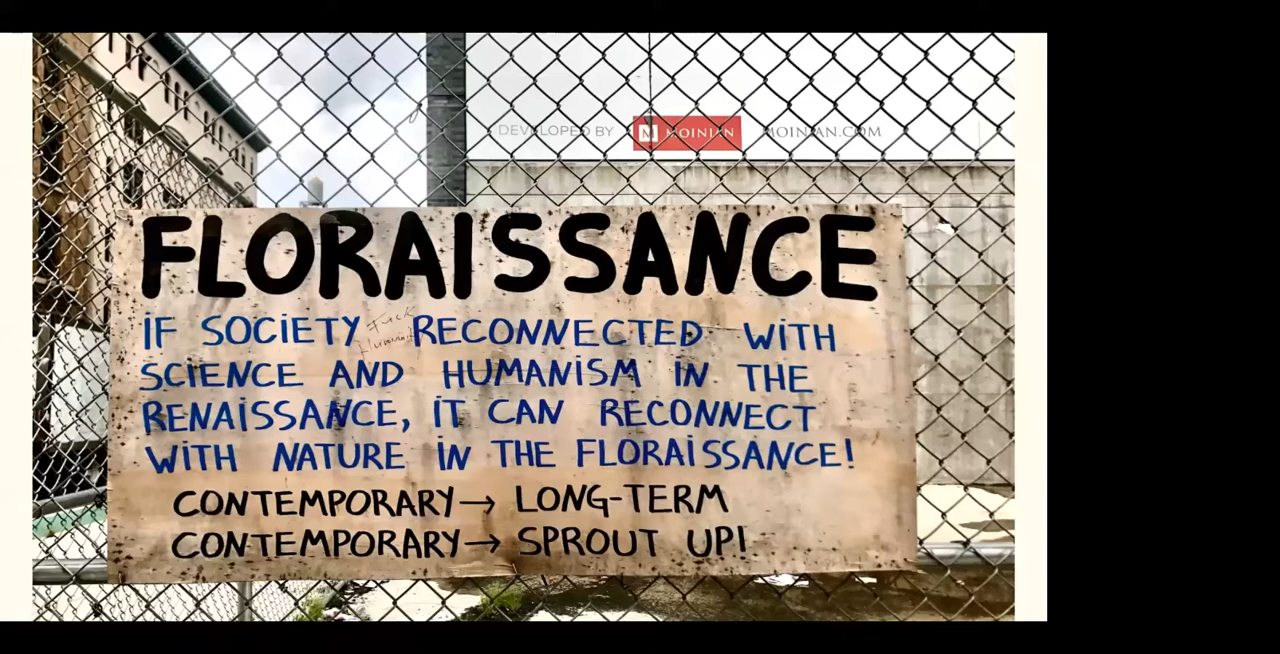 DEVELOPED BY M MOINIAN MOINIAN.COM
FLORAISSANCE
IF SOCIETY RECONNECTED WITH
Fuck
SCIENCE AND HUMANISM IN THE
RENAISSANCE, IT CAN RECONNECT
WITH NATURE IN THE FLORAISSANCE!
CONTEMPORARY → LONG-TERM
CONTEMPORARY → SPROUT UP!